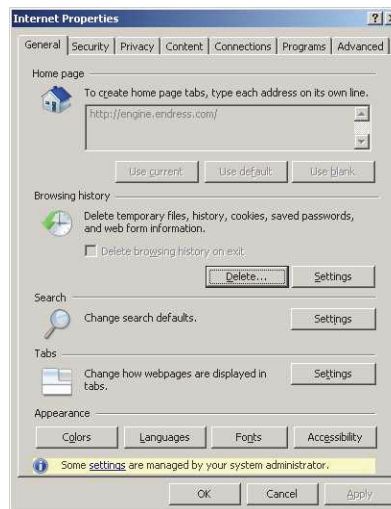 Internet Properties
General Security Privacy Content Connections Programs Advanced
Home page
To create home page tabs, type each address on its own line.
http://engine.endress.com/
Use current Use default Use blank
Browsing history
Delete temporary files, history, cookies, saved passwords,
and web form information.
Delete browsing history on exit
Delete... Settings
Search
Change search defaults. Settings
Tabs
Change how webpages are displayed in
tabs. Settings
Appearance
Colors Languages Fonts Accessibility
Some settings are managed by your system administrator.
OK Cancel Apply